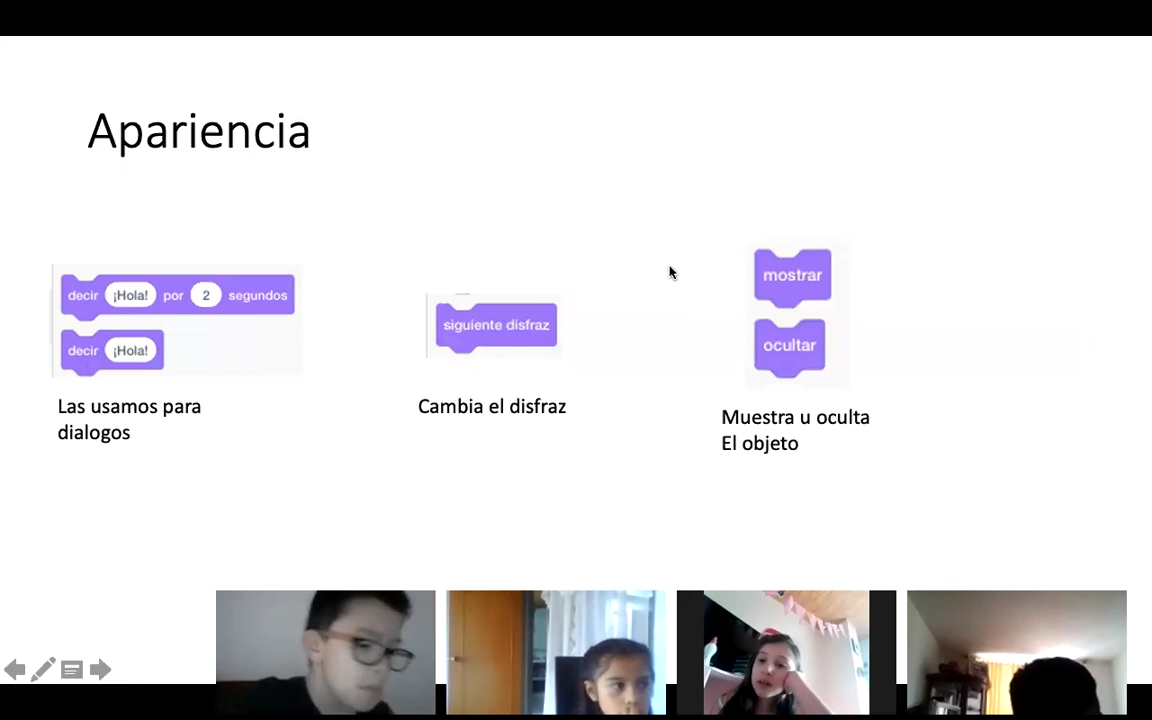 Apariencia
decir ¡Hola! por 2 segundos
decir ¡Hola!
siguiente disfraz
mostrar
ocultar
Las usamos para
dialogos
Cambia el disfraz
Muestra u oculta
El objeto